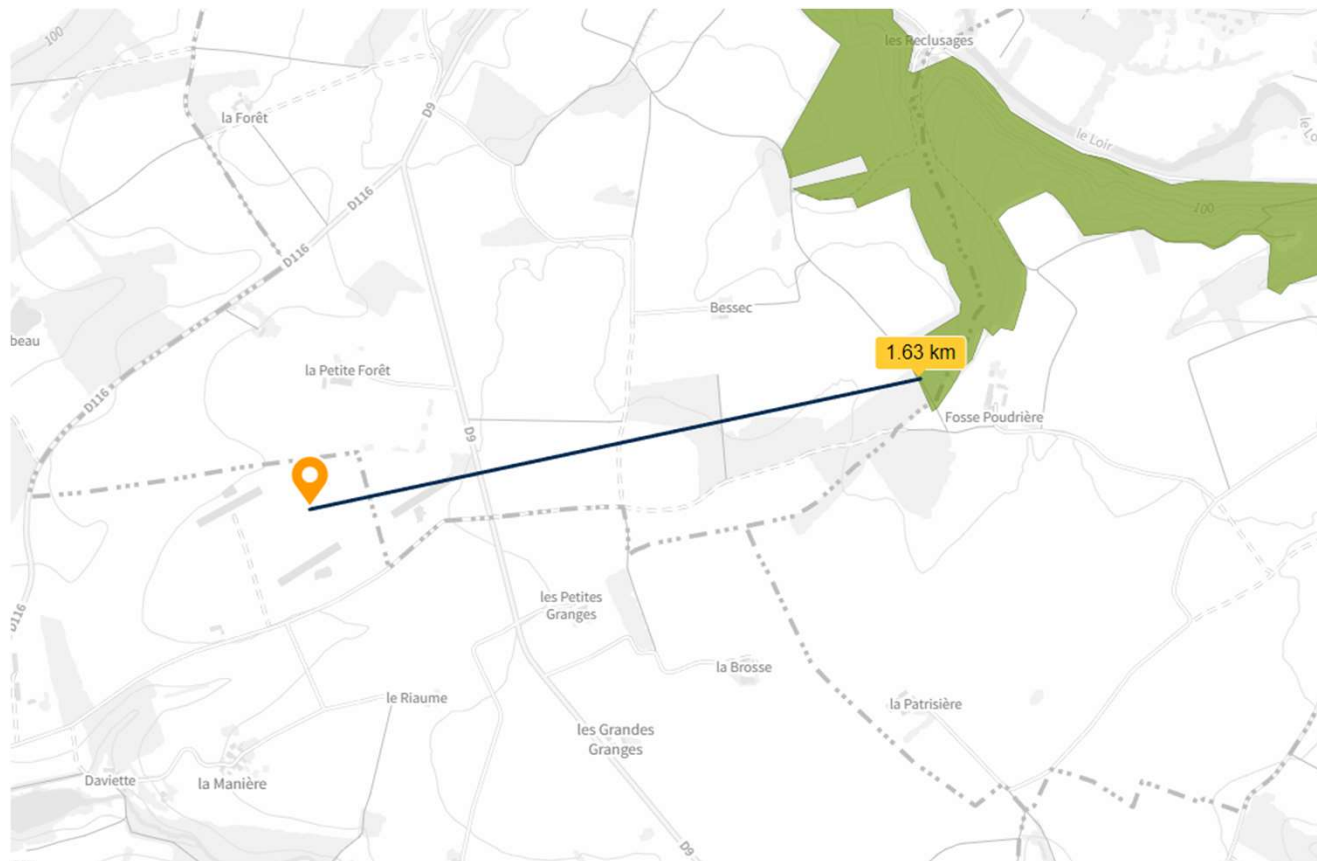 100
les Reclusages
D9
la Forêt
le Loir
D116
100
D116
Bessec
beau
1.63 km
la Petite Forêt
D116
Fosse Poudrière
D9
les Petites
Granges
D116
la Brosse
le Riaume
la Patrisière
les Grandes
Granges
Daviette
la Manière
D9